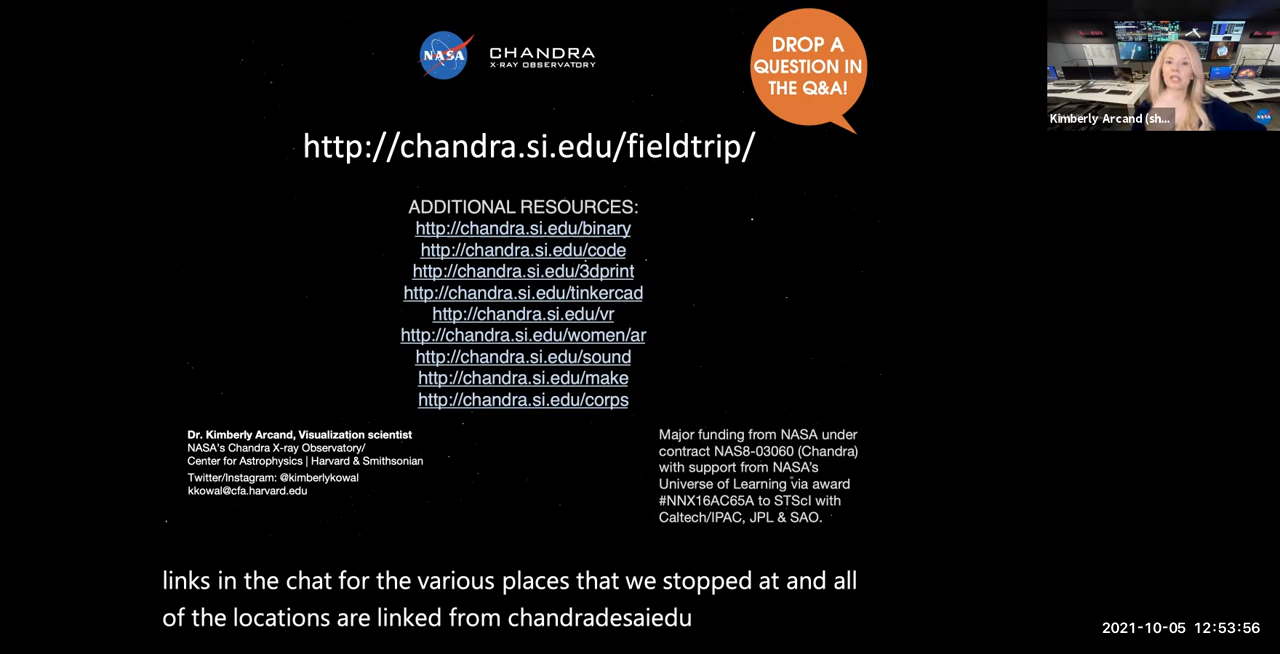 NASA
CHANDRA
X-RAY OBSERVATORY
DROP A
QUESTION IN
THE Q&A!
Kimberly Arcand (sh...
NASA
http://chandra.si.edu/fieldtrip/
ADDITIONAL RESOURCES:
http://chandra.si.edu/binary
http://chandra.si.edu/code
http://chandra.si.edu/3dprint
http://chandra.si.edu/tinkercad
http://chandra.si.edu/vr
http://chandra.si.edu/women/ar
http://chandra.si.edu/sound
http://chandra.si.edu/make
http://chandra.si.edu/corps
Dr. Kimberly Arcand, Visualization scientist
NASA's Chandra X-ray Observatory/
Center for Astrophysics | Harvard & Smithsonian
Twitter/Instagram: @kimberlykowal
kkowal@cfa.harvard.edu
Major funding from NASA under
contract NAS8-03060 (Chandra)
with support from NASA's
Universe of Learning via award
#NNX16AC65A to STScI with
Caltech/IPAC, JPL & SAO.
links in the chat for the various places that we stopped at and all
of the locations are linked from chandradesaiedu
2021-10-05 12:53:56